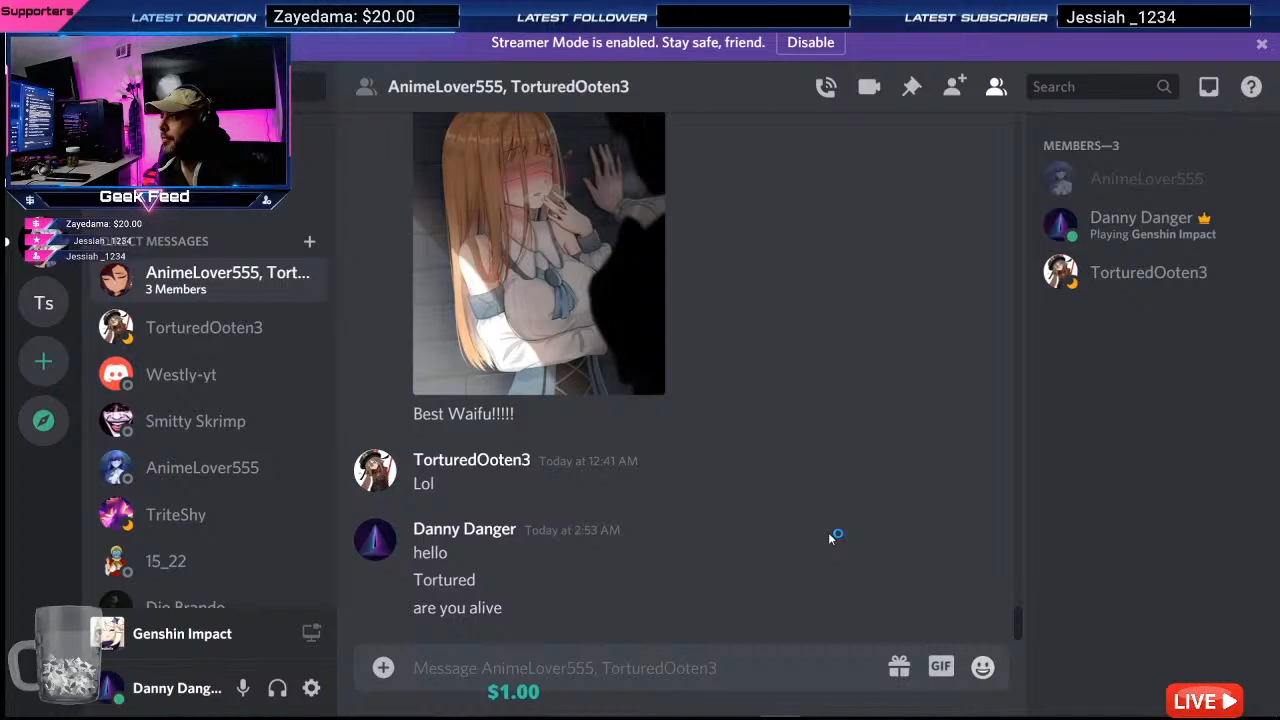 Supporters
LATEST DONATION Zayedama: $20.00 LATEST FOLLOWER LATEST SUBSCRIBER Jessiah _1234
Streamer Mode is enabled. Stay safe, friend. Disable
AnimeLover555, TorturedOoten3
Search
Geek Feed
Zayedama: $20.00
Jessiah _1234
Jessiah _1234
CT MESSAGES
AnimeLover555, Tort...
3 Members
Ts
TorturedOoten3
Westly-yt
Smitty Skrimp
AnimeLover555
TriteShy
15_22
Dio Brando
Genshin Impact
Danny Dang...
Best Waifu!!!!!
TorturedOoten3 Today at 12:41 AM
Lol
Danny Danger Today at 2:53 AM
hello
Tortured
are you alive
Message AnimeLover555, TorturedOoten3
GIF
$1.00
MEMBERS—3
AnimeLover555
Danny Danger
Playing Genshin Impact
TorturedOoten3
LIVE